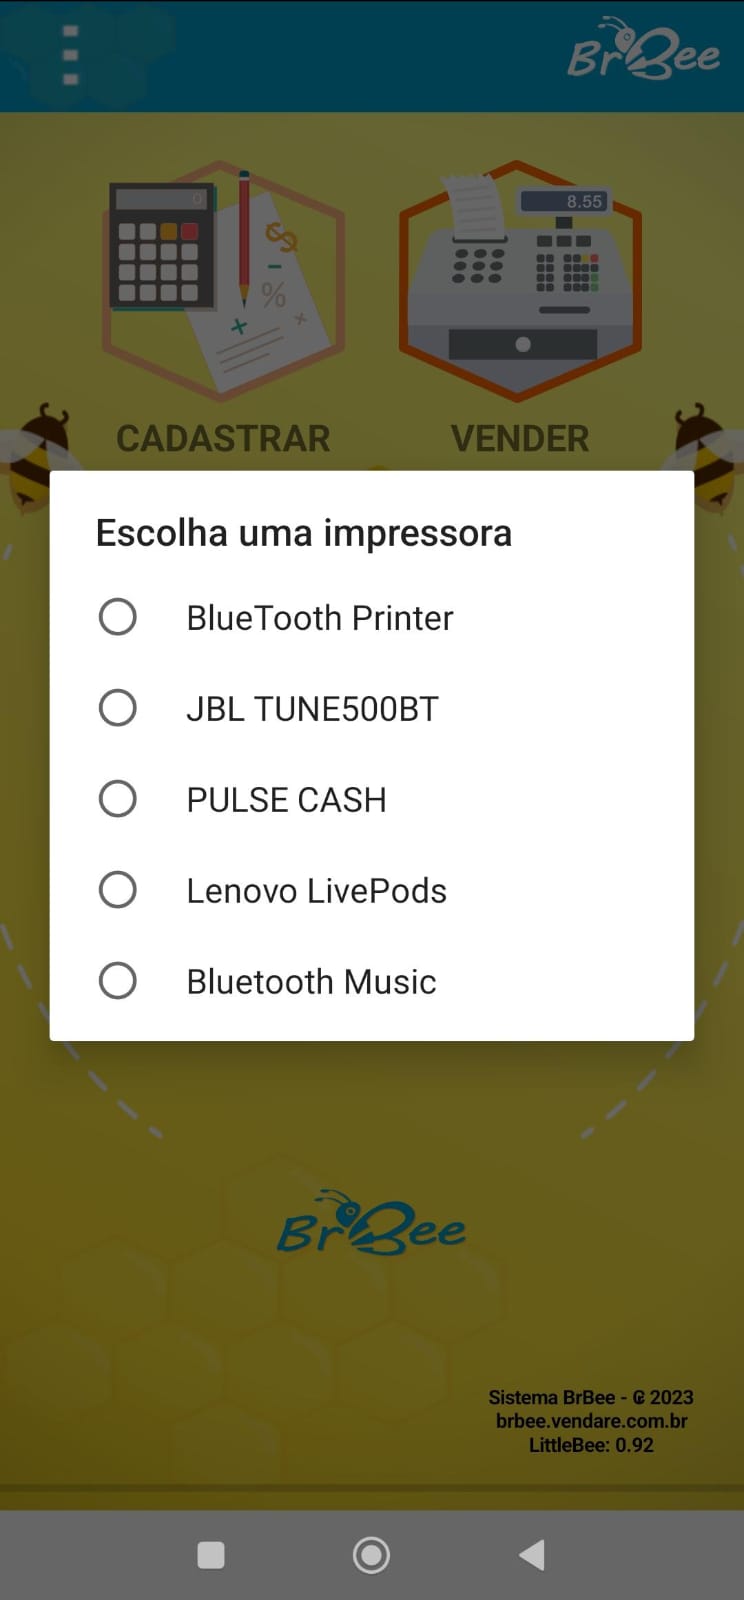 BrBee
0
8.55
$
-
%
+
×
CADASTRAR
VENDER
Escolha uma impressora
BlueTooth Printer
JBL TUNE500BT
PULSE CASH
Lenovo LivePods
Bluetooth Music
BrBee
Sistema BrBee - © 2023
brbee.vendare.com.br
LittleBee: 0.92